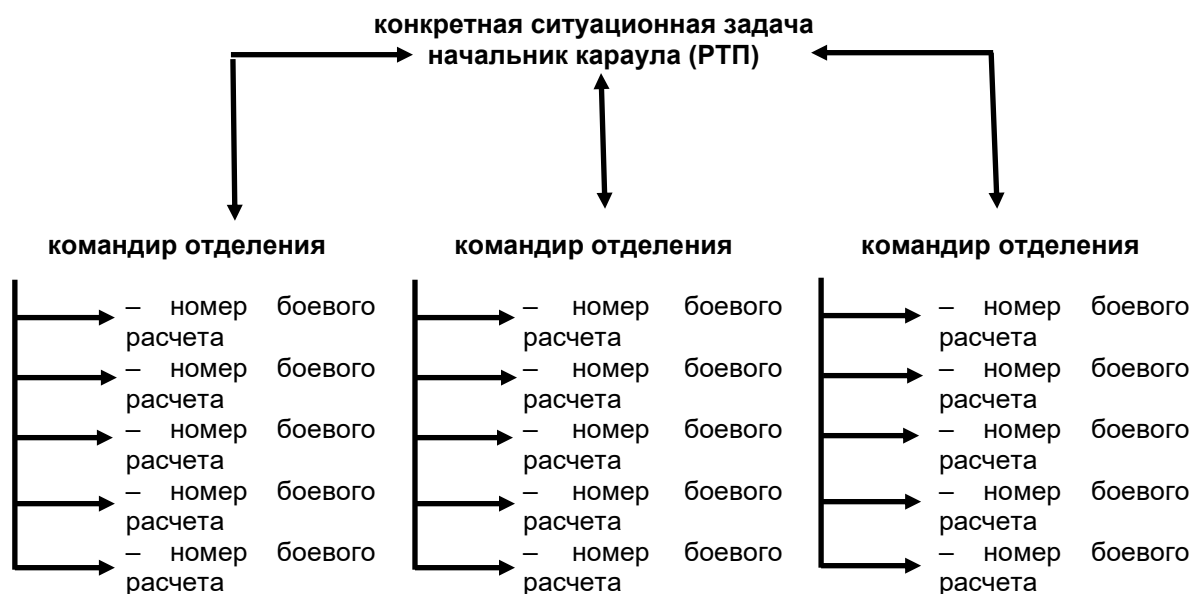 конкретная ситуационная задача
начальник караула (РТП)
командир отделения
– номер боевого
расчета
– номер боевого
расчета
– номер боевого
расчета
– номер боевого
расчета
– номер боевого
расчета
командир отделения
– номер боевого
расчета
– номер боевого
расчета
– номер боевого
расчета
– номер боевого
расчета
– номер боевого
расчета
командир отделения
– номер боевого
расчета
– номер боевого
расчета
– номер боевого
расчета
– номер боевого
расчета
– номер боевого
расчета